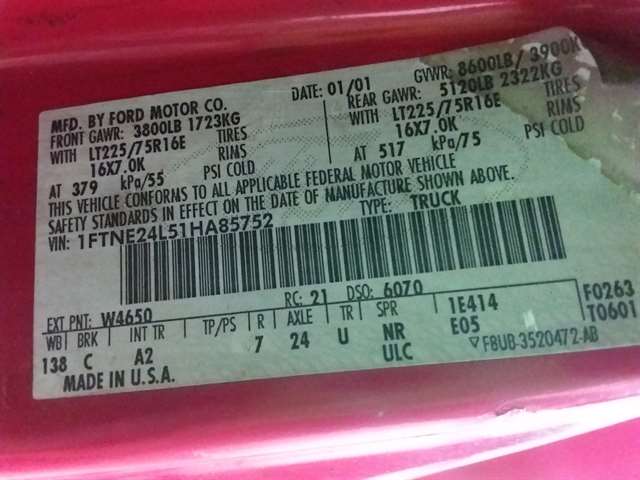 MFD. BY FORD MOTOR CO.
DATE: 01/01
GVWR: 8600LB/ 3900K
FRONT GAWR: 3800LB 1723KG
REAR GAWR: 5120LB 2322KG
WITH LT225/75R16E TIRES
WITH LT225/75R16E TIRES
16X7.0K RIMS
16X7.0K RIMS
AT 379 kPa/55 PSI COLD
AT 517 kPa/75 PSI COLD
THIS VEHICLE CONFORMS TO ALL APPLICABLE FEDERAL MOTOR VEHICLE
SAFETY STANDARDS IN EFFECT ON THE DATE OF MANUFACTURE SHOWN ABOVE.
VIN: 1FTNE24L51HA85752
TYPE: TRUCK
EXT PNT: W4650 RC: 21 DSO: 6070
WB BRK INT TR TP/PS R AXLE TR SPR 1E414 F0263
138 C A2 7 24 U NR E05 T0601
ULC ▽F8UB-3520472-AB
MADE IN U.S.A.